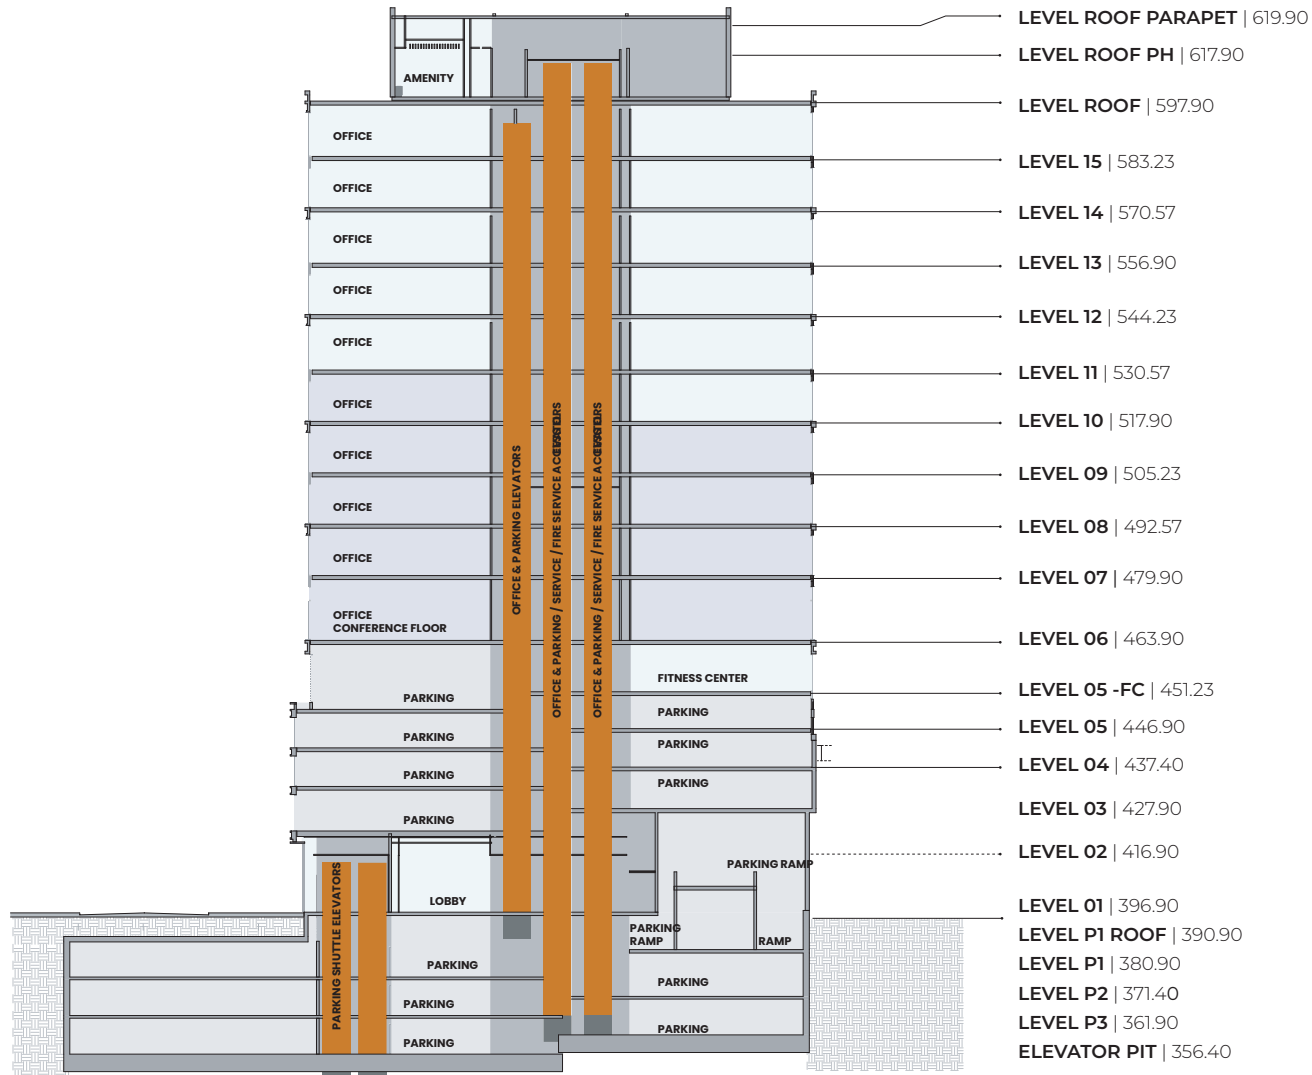 LEVEL ROOF PARAPET | 619.90
LEVEL ROOF PH | 617.90
AMENITY
LEVEL ROOF | 597.90
OFFICE
LEVEL 15 | 583.23
OFFICE
LEVEL 14 | 570.57
OFFICE
LEVEL 13 | 556.90
OFFICE
LEVEL 12 | 544.23
OFFICE
LEVEL 11 | 530.57
OFFICE
LEVEL 10 | 517.90
OFFICE
LEVEL 09 | 505.23
OFFICE
LEVEL 08 | 492.57
OFFICE
LEVEL 07 | 479.90
OFFICE
CONFERENCE FLOOR
LEVEL 06 | 463.90
OFFICE & PARKING ELEVATORS
OFFICE & PARKING / SERVICE / FIRE SERVICE ACCESS
OFFICE & PARKING / SERVICE / FIRE SERVICE ACCESS
FITNESS CENTER
LEVEL 05 -FC | 451.23
PARKING
PARKING
LEVEL 05 | 446.90
PARKING
PARKING
LEVEL 04 | 437.40
PARKING
PARKING
LEVEL 03 | 427.90
PARKING
LEVEL 02 | 416.90
PARKING RAMP
PARKING SHUTTLE ELEVATORS
LOBBY
LEVEL 01 | 396.90
PARKING
RAMP
RAMP
LEVEL P1 ROOF | 390.90
PARKING
LEVEL P1 | 380.90
PARKING
LEVEL P2 | 371.40
PARKING
LEVEL P3 | 361.90
PARKING
PARKING
ELEVATOR PIT | 356.40